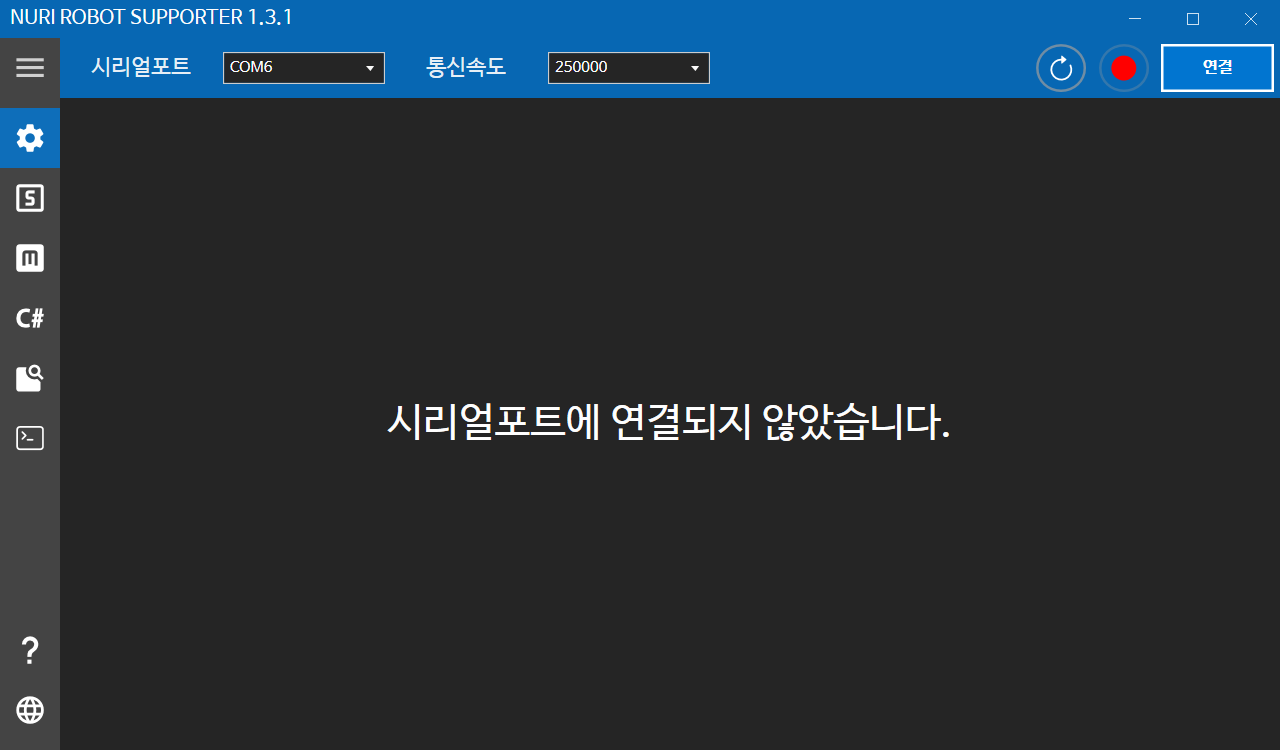 NURI ROBOT SUPPORTER 1.3.1
시리얼포트 COM6 통신속도 250000 연결
S
m
C#
시리얼포트에 연결되지 않았습니다.
>_
?